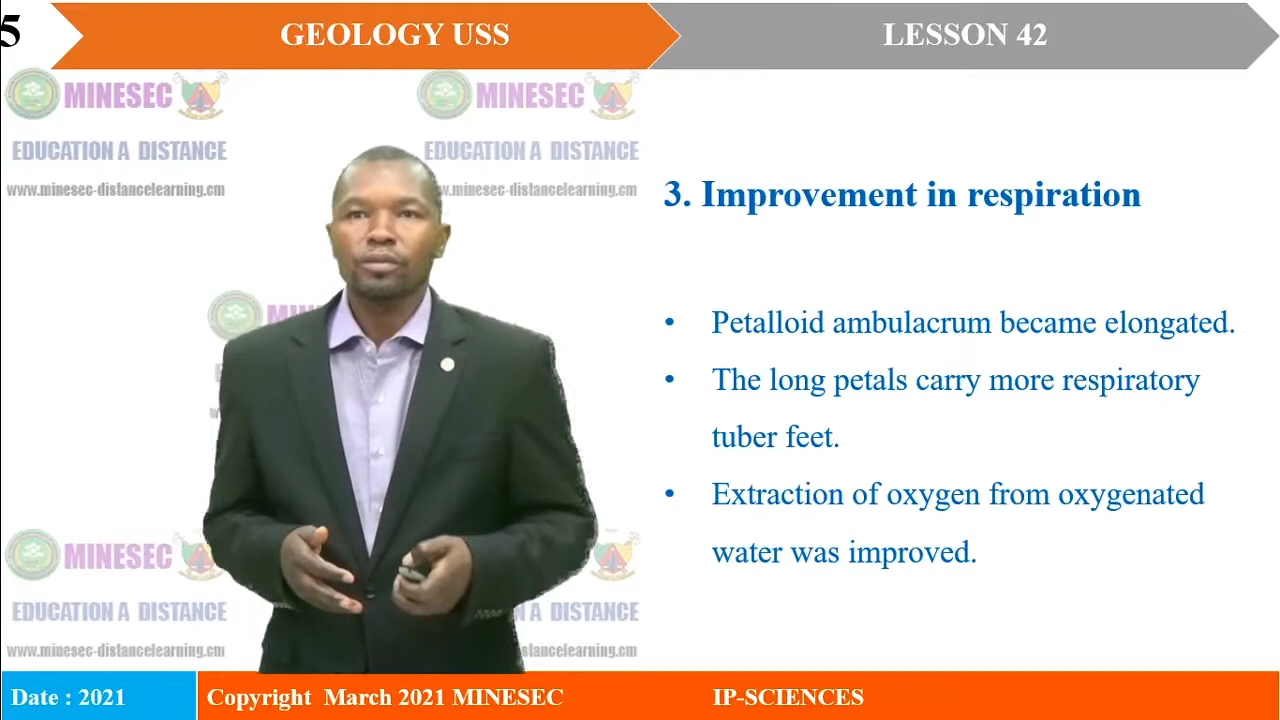 5
GEOLOGY USS
LESSON 42
MINESEC
MINESEC
EDUCATION A DISTANCE
EDUCATION A DISTANCE
www.minesec-distancelearning.cm
w.minesec-distancelearning.cm
3. Improvement in respiration
• Petalloid ambulacrum became elongated.
• The long petals carry more respiratory
tuber feet.
• Extraction of oxygen from oxygenated
water was improved.
MINESEC
EDUCATION A DISTANCE
N A DISTANCE
www.minesec-distancelearning.cm
stancelearning.cm
Date : 2021
Copyright March 2021 MINESEC
IP-SCIENCES